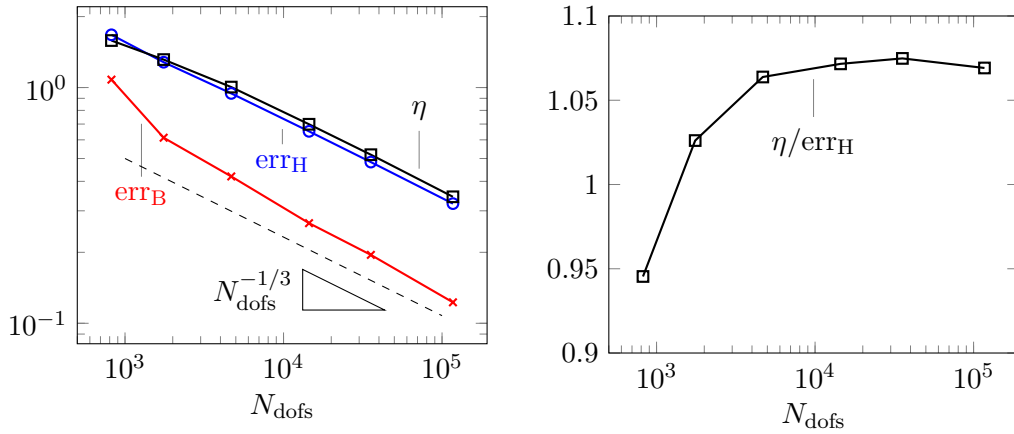 10^0
10^{-1}
η
err_H
err_B
N_dofs^{-1/3}
10^3 10^4 10^5
N_dofs
1.1
1.05
1
0.95
0.9
η/err_H
10^3 10^4 10^5
N_dofs